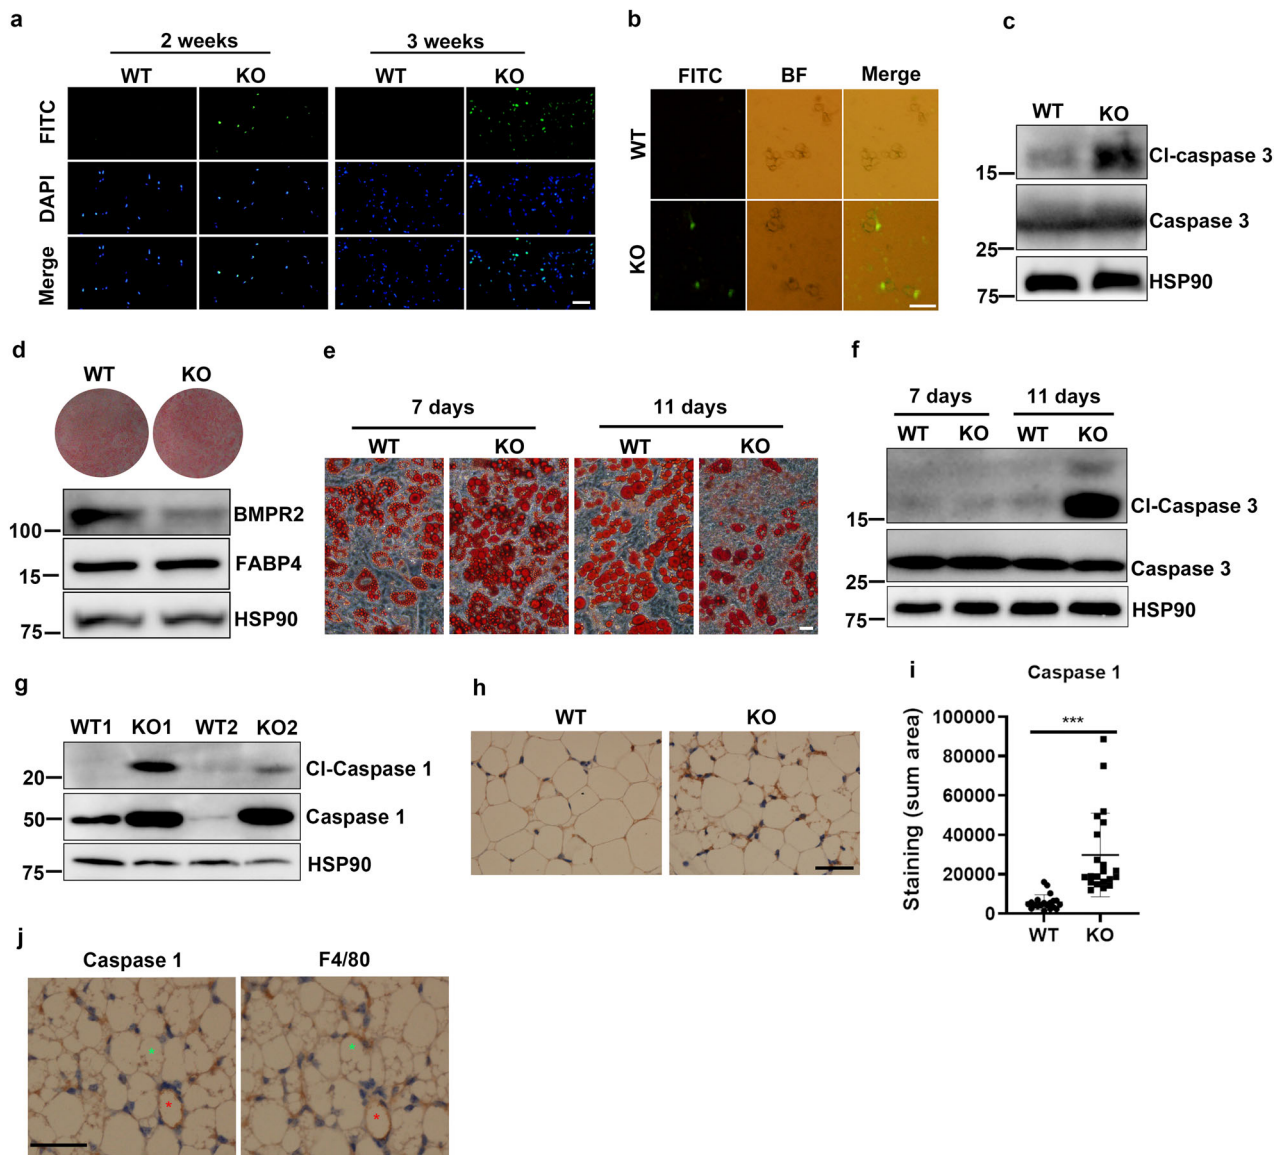 a
2 weeks
3 weeks
WT
KO
WT
KO
FITC
DAPI
Merge
b
FITC
BF
Merge
WT
KO
c
WT
KO
Cl-caspase 3
15
Caspase 3
25
HSP90
75
d
WT
KO
BMPR2
100
FABP4
15
HSP90
75
e
7 days
11 days
WT
KO
WT
KO
f
7 days
11 days
WT
KO
WT
KO
Cl-Caspase 3
15
Caspase 3
25
HSP90
75
g
WT1
KO1
WT2
KO2
Cl-Caspase 1
20
50
Caspase 1
HSP90
75
h
WT
KO
i
Caspase 1
***
Staining (sum area)
100000
80000
60000
40000
20000
0
WT
KO
j
Caspase 1
F4/80
*
*
*
*